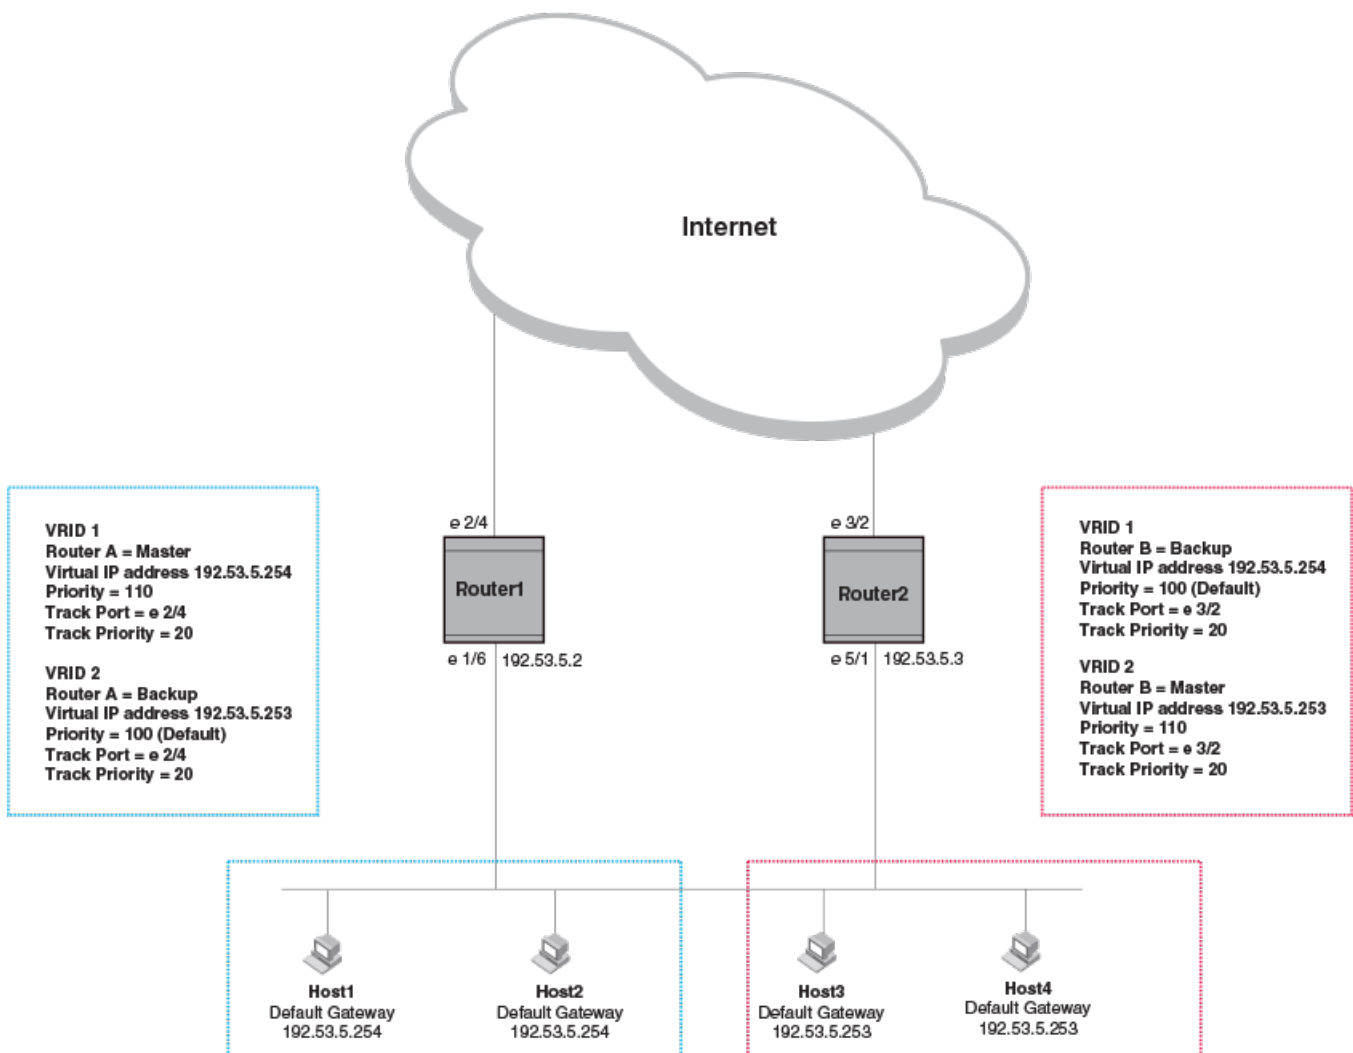 Internet
e 2/4
e 3/2
Router1
Router2
e 1/6
192.53.5.2
e 5/1
192.53.5.3
VRID 1
Router A = Master
Virtual IP address 192.53.5.254
Priority = 110
Track Port = e 2/4
Track Priority = 20
VRID 2
Router A = Backup
Virtual IP address 192.53.5.253
Priority = 100 (Default)
Track Port = e 2/4
Track Priority = 20
VRID 1
Router B = Backup
Virtual IP address 192.53.5.254
Priority = 100 (Default)
Track Port = e 3/2
Track Priority = 20
VRID 2
Router B = Master
Virtual IP address 192.53.5.253
Priority = 110
Track Port = e 3/2
Track Priority = 20
Host1
Default Gateway
192.53.5.254
Host2
Default Gateway
192.53.5.254
Host3
Default Gateway
192.53.5.253
Host4
Default Gateway
192.53.5.253